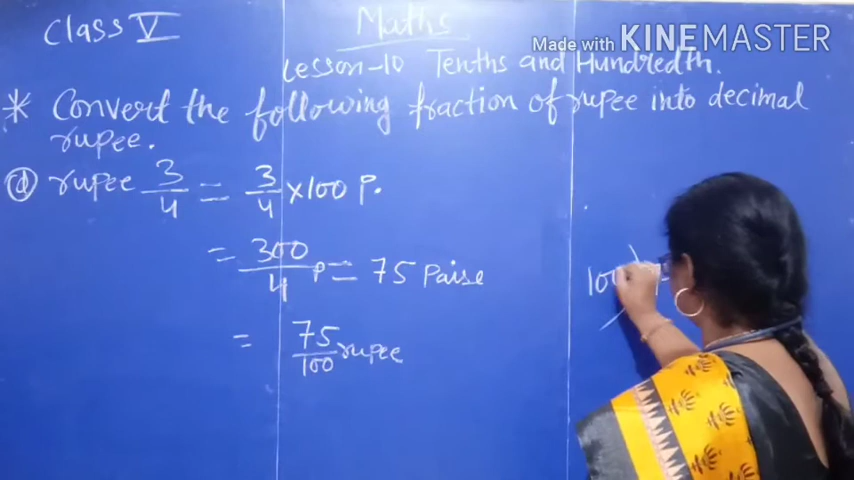 Class V
Maths
Made with KINEMASTER
Lesson-10 Tenths and Hundredth.
* Convert the following fraction of rupee into decimal
rupee.
(d) rupee 3/4 = 3/4 × 100 P.
= 300/4 P = 75 Paise
= 75/100 rupee
100